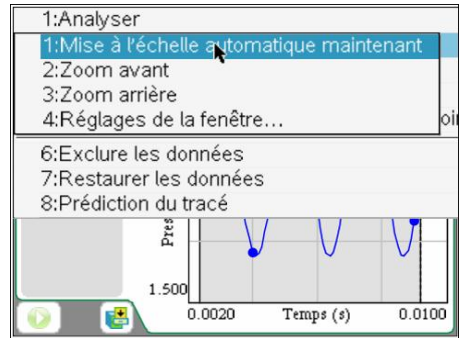 1:Analyser
1:Mise à l'échelle automatique maintenant
2:Zoom avant
3:Zoom arrière
4:Réglages de la fenêtre...
6:Exclure les données
7:Restaurer les données
8:Prédiction du tracé
Pres
1.500
0.0020 Temps (s) 0.0100